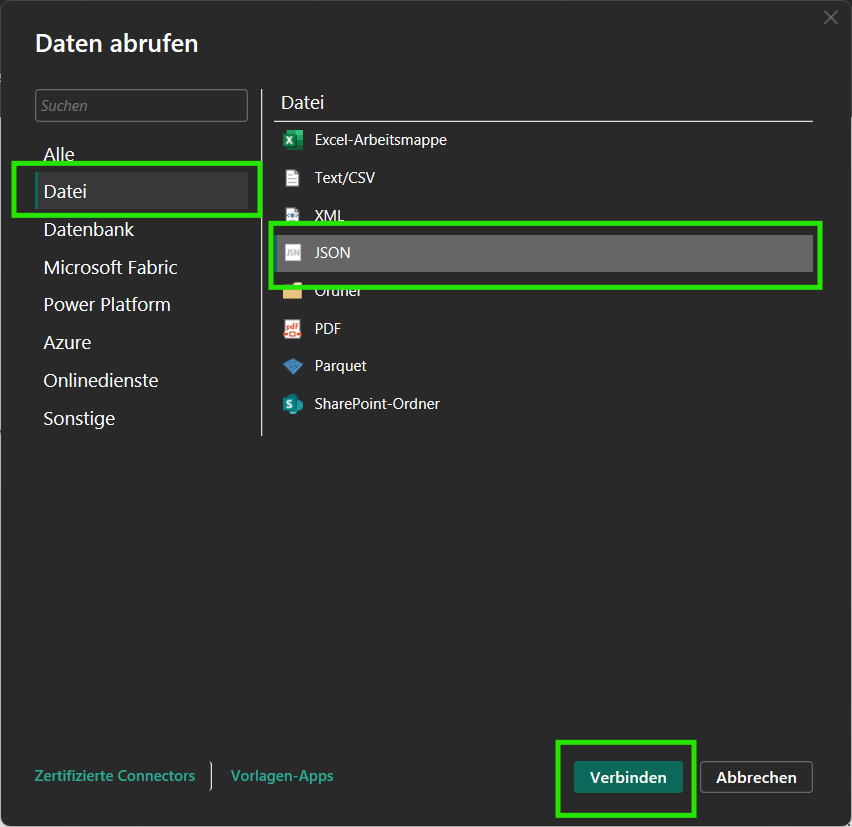 Daten abrufen
Suchen
Alle
Datei
Datenbank
Microsoft Fabric
Power Platform
Azure
Onlinedienste
Sonstige
Datei
Excel-Arbeitsmappe
Text/CSV
XML
JSON
Ordner
PDF
Parquet
SharePoint-Ordner
Zertifizierte Connectors
Vorlagen-Apps
Verbinden
Abbrechen